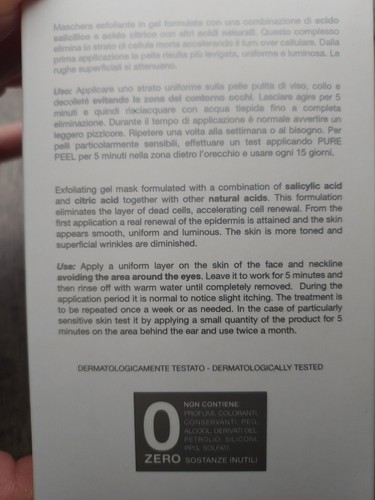 Maschera esfoliante in gel formulata con una combinazione di acido
salicilico e acido citrico con altri acidi naturali. Questo complesso
elimina lo strato di cellule morte accelerando il turn over cellulare. Dalla
prima applicazione la pelle risulta più levigata, uniforme e luminosa. Le
rughe superficiali si attenuano.
Uso: Applicare uno strato uniforme sulla pelle pulita di viso, collo e
decolleté evitando la zona del contorno occhi. Lasciare agire per 5
minuti e quindi risciacquare con acqua tiepida fino a completa
eliminazione. Durante il tempo di applicazione è normale avvertire un
leggero pizzicore. Ripetere una volta alla settimana o al bisogno. Per
pelli particolarmente sensibili, effettuare un test applicando PURE
PEEL per 5 minuti nella zona dietro l'orecchio e usare ogni 15 giorni.
Exfoliating gel mask formulated with a combination of salicylic acid
and citric acid together with other natural acids. This formulation
eliminates the layer of dead cells, accelerating cell renewal. From the
first application a real renewal of the epidermis is attained and the skin
appears smooth, uniform and luminous. The skin is more toned and
superficial wrinkles are diminished.
Use: Apply a uniform layer on the skin of the face and neckline
avoiding the area around the eyes. Leave it to work for 5 minutes and
then rinse off with warm water until completely removed. During the
application period it is normal to notice slight itching. The treatment is
to be repeated once a week or as needed. In the case of particularly
sensitive skin test it by applying a small quantity of the product for 5
minutes on the area behind the ear and use twice a month.
DERMATOLOGICAMENTE TESTATO - DERMATOLOGICALLY TESTED
0
ZERO
NON CONTIENE
PROFUMI, COLORANTI,
CONSERVANTI, PEG,
ALCOOL, DERIVATI DEL
PETROLIO, SILICONI,
PPG, SOLFATI
SOSTANZE INUTILI